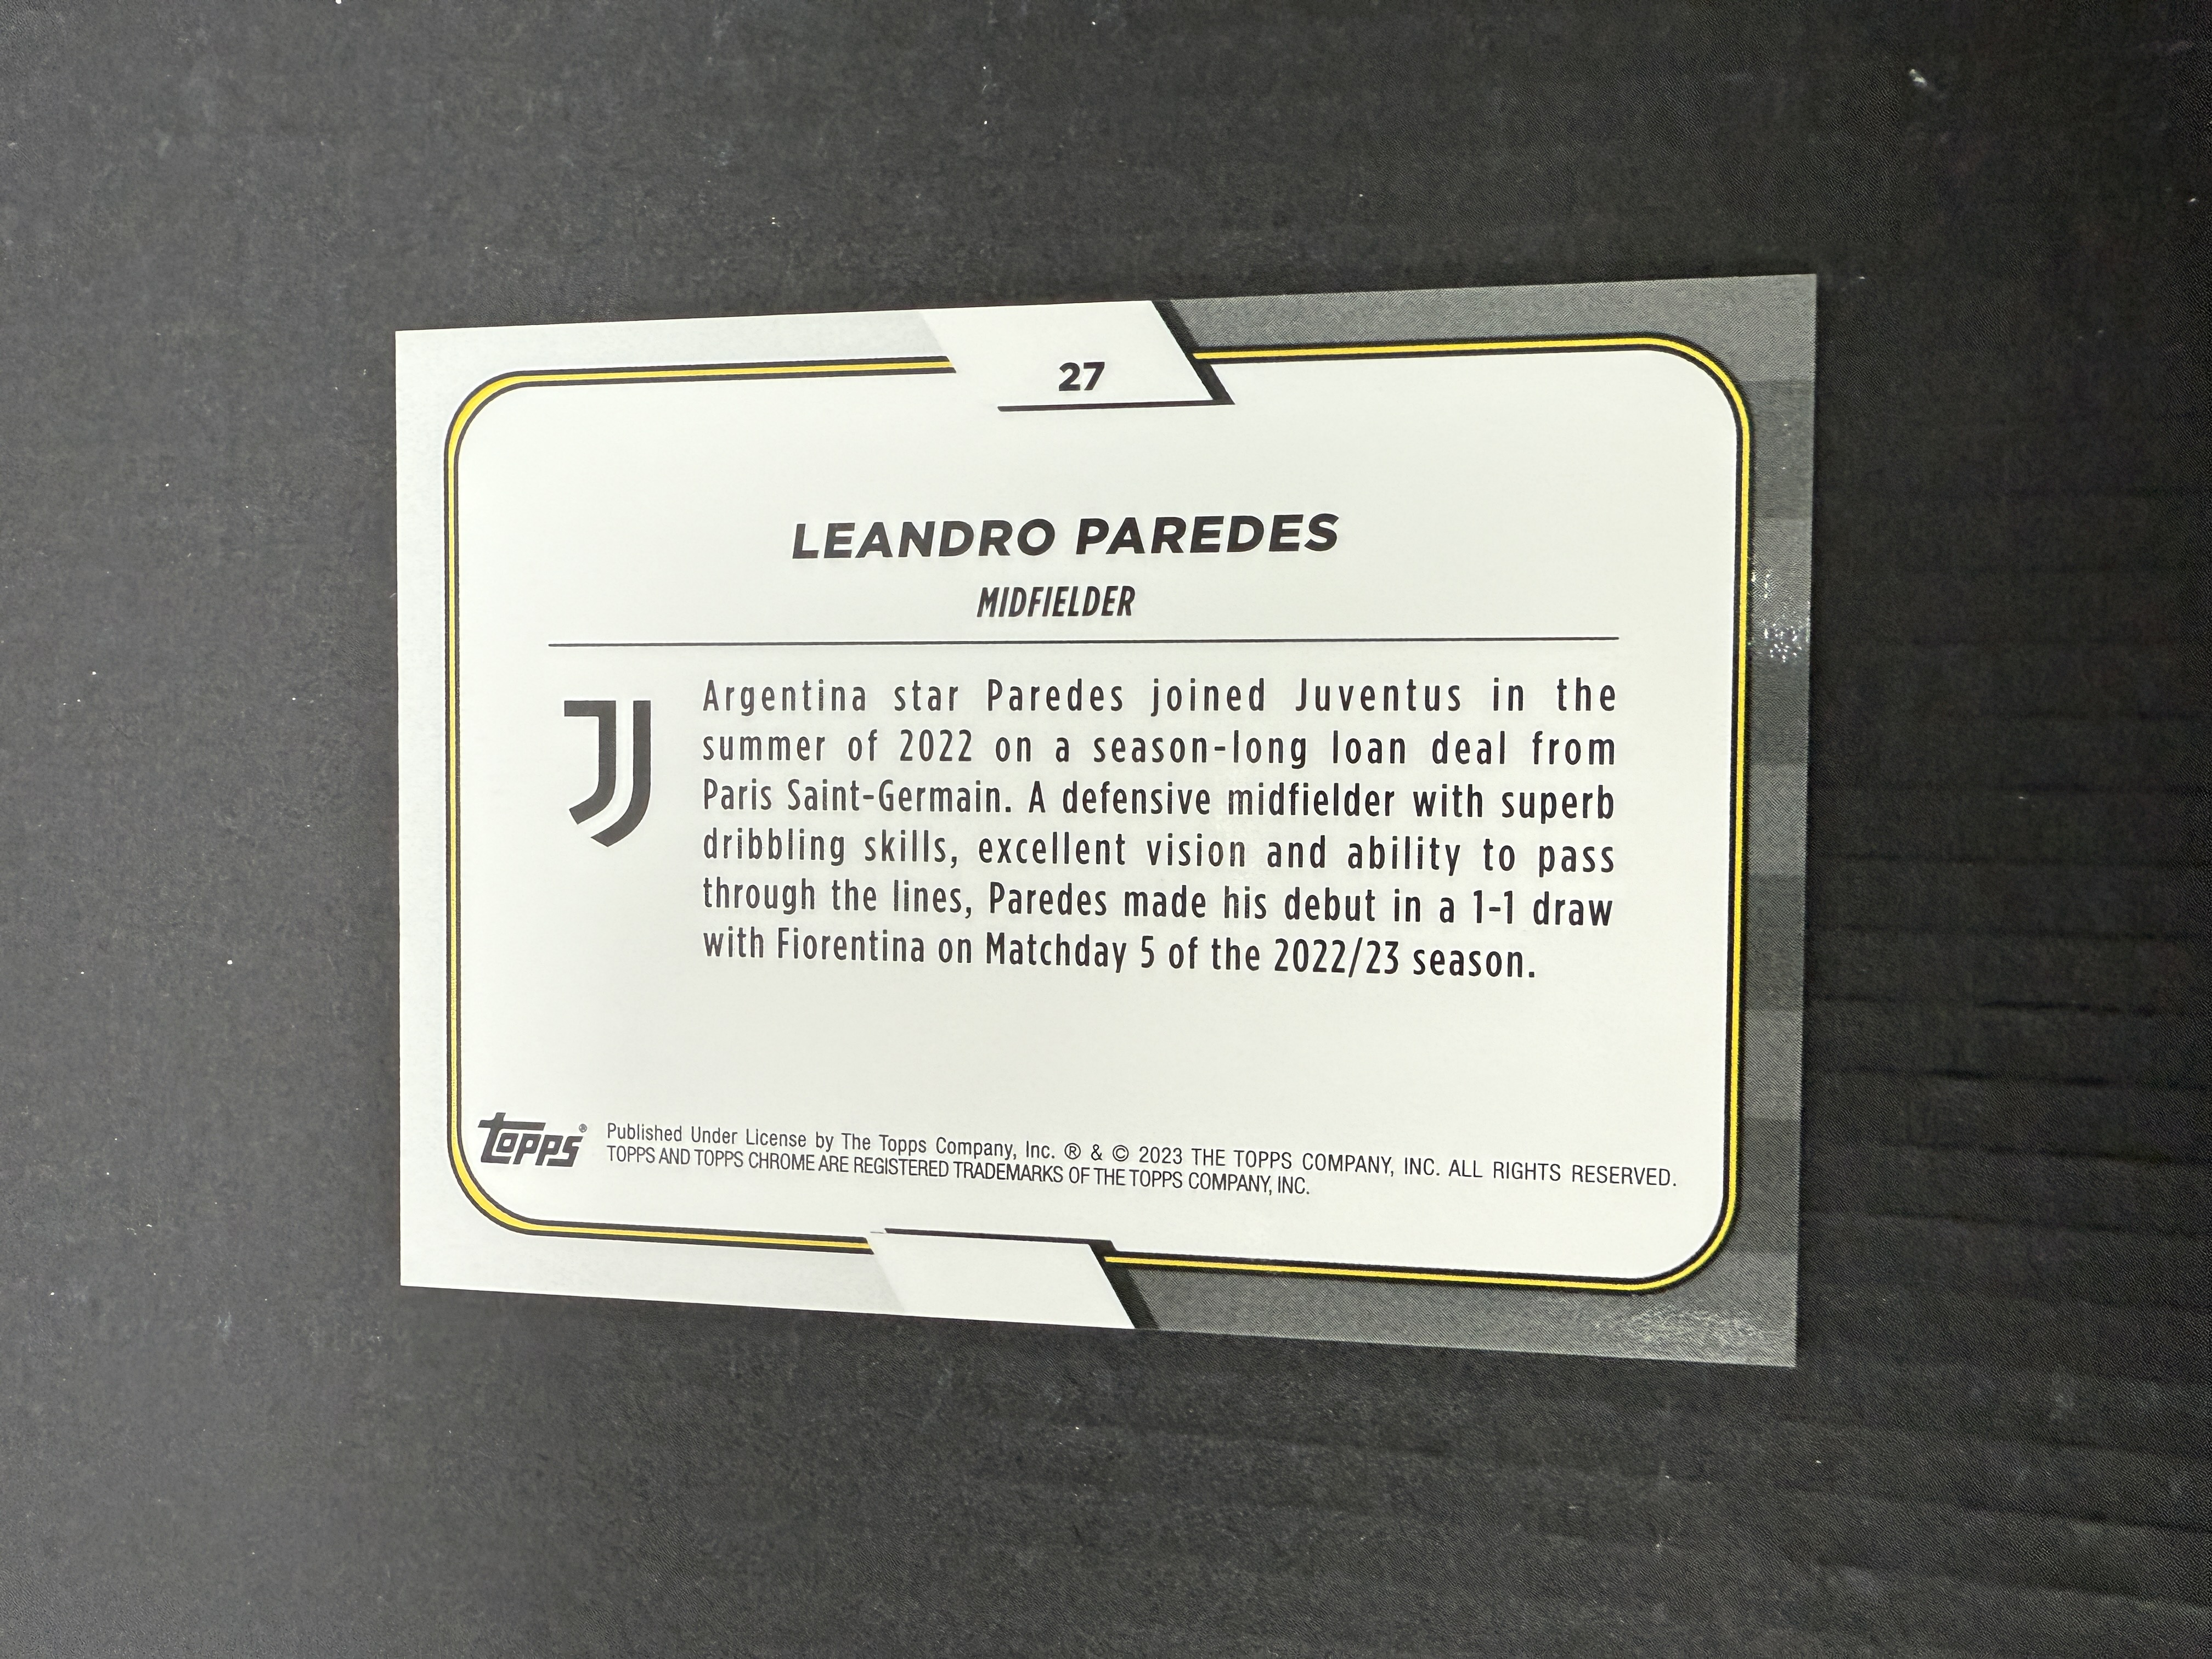 27
LEANDRO PAREDES
MIDFIELDER
Argentina star Paredes joined Juventus in the
summer of 2022 on a season-long loan deal from
Paris Saint-Germain. A defensive midfielder with superb
dribbling skills, excellent vision and ability to pass
through the lines, Paredes made his debut in a 1-1 draw
with Fiorentina on Matchday 5 of the 2022/23 season.
topps®
Published Under License by The Topps Company, Inc. ® & © 2023 THE TOPPS COMPANY, INC. ALL RIGHTS RESERVED.
TOPPS AND TOPPS CHROME ARE REGISTERED TRADEMARKS OF THE TOPPS COMPANY, INC.